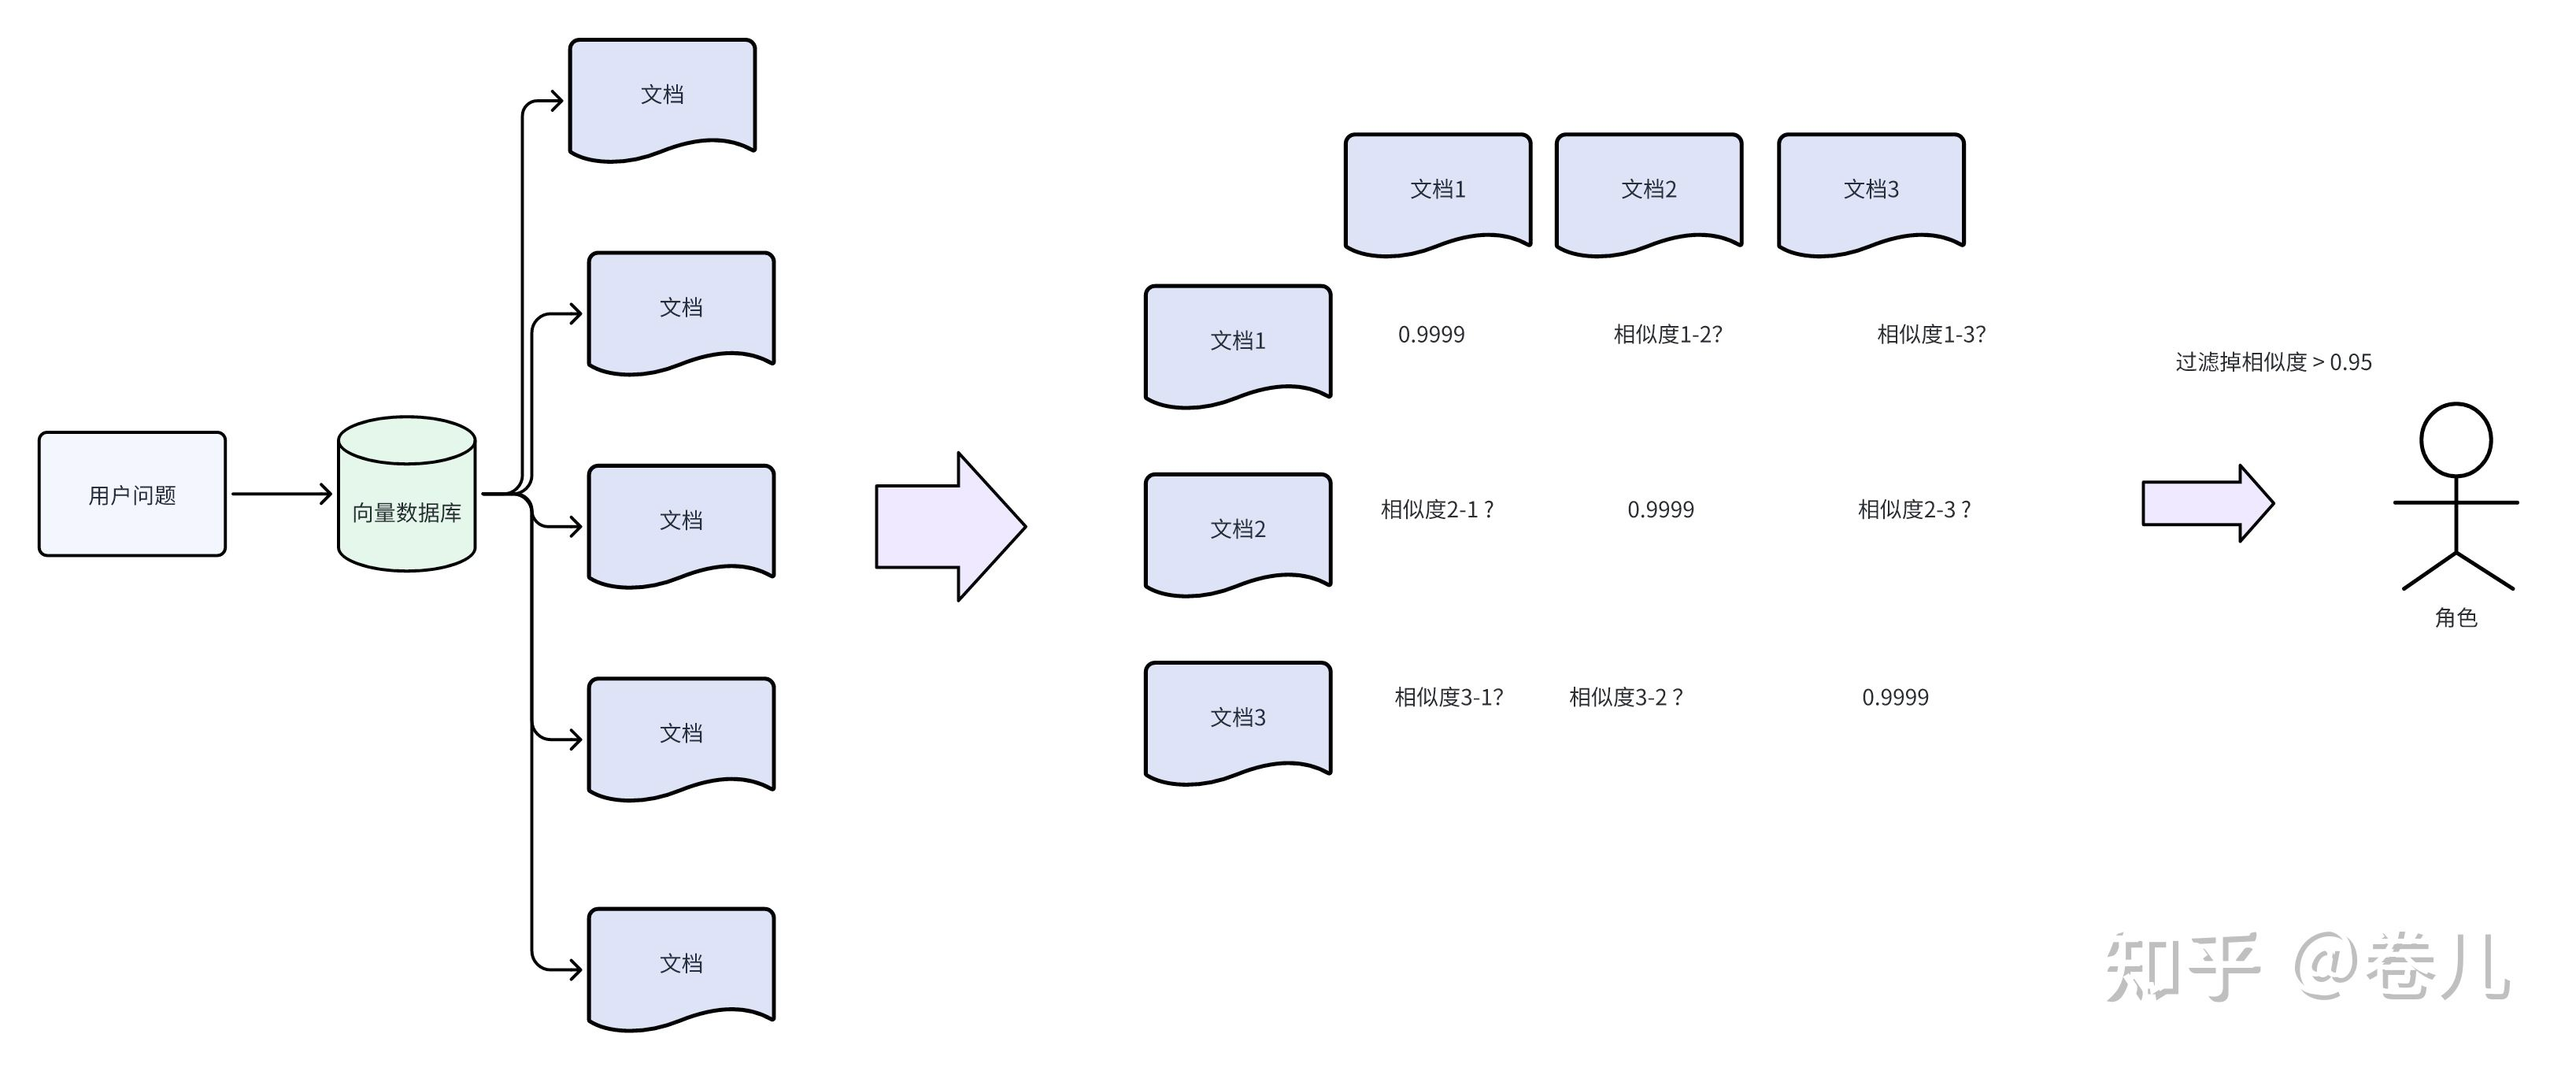 用户问题
向量数据库
文档
文档
文档
文档
文档
文档1
文档2
文档3
文档1
0.9999
相似度1-2?
相似度1-3?
文档2
相似度2-1 ?
0.9999
相似度2-3 ?
文档3
相似度3-1?
相似度3-2 ?
0.9999
过滤掉相似度 > 0.95
角色
知乎 @卷儿